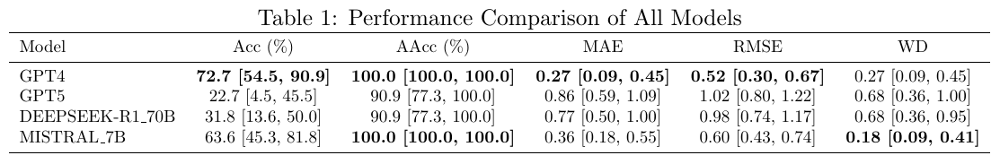 Table 1: Performance Comparison of All Models
Model Acc (%) AAcc (%) MAE RMSE WD
GPT4 72.7 [54.5, 90.9] 100.0 [100.0, 100.0] 0.27 [0.09, 0.45] 0.52 [0.30, 0.67] 0.27 [0.09, 0.45]
GPT5 22.7 [4.5, 45.5] 90.9 [77.3, 100.0] 0.86 [0.59, 1.09] 1.02 [0.80, 1.22] 0.68 [0.36, 1.00]
DEEPSEEK-R1_70B 31.8 [13.6, 50.0] 90.9 [77.3, 100.0] 0.77 [0.50, 1.00] 0.98 [0.74, 1.17] 0.68 [0.36, 0.95]
MISTRAL_7B 63.6 [45.3, 81.8] 100.0 [100.0, 100.0] 0.36 [0.18, 0.55] 0.60 [0.43, 0.74] 0.18 [0.09, 0.41]